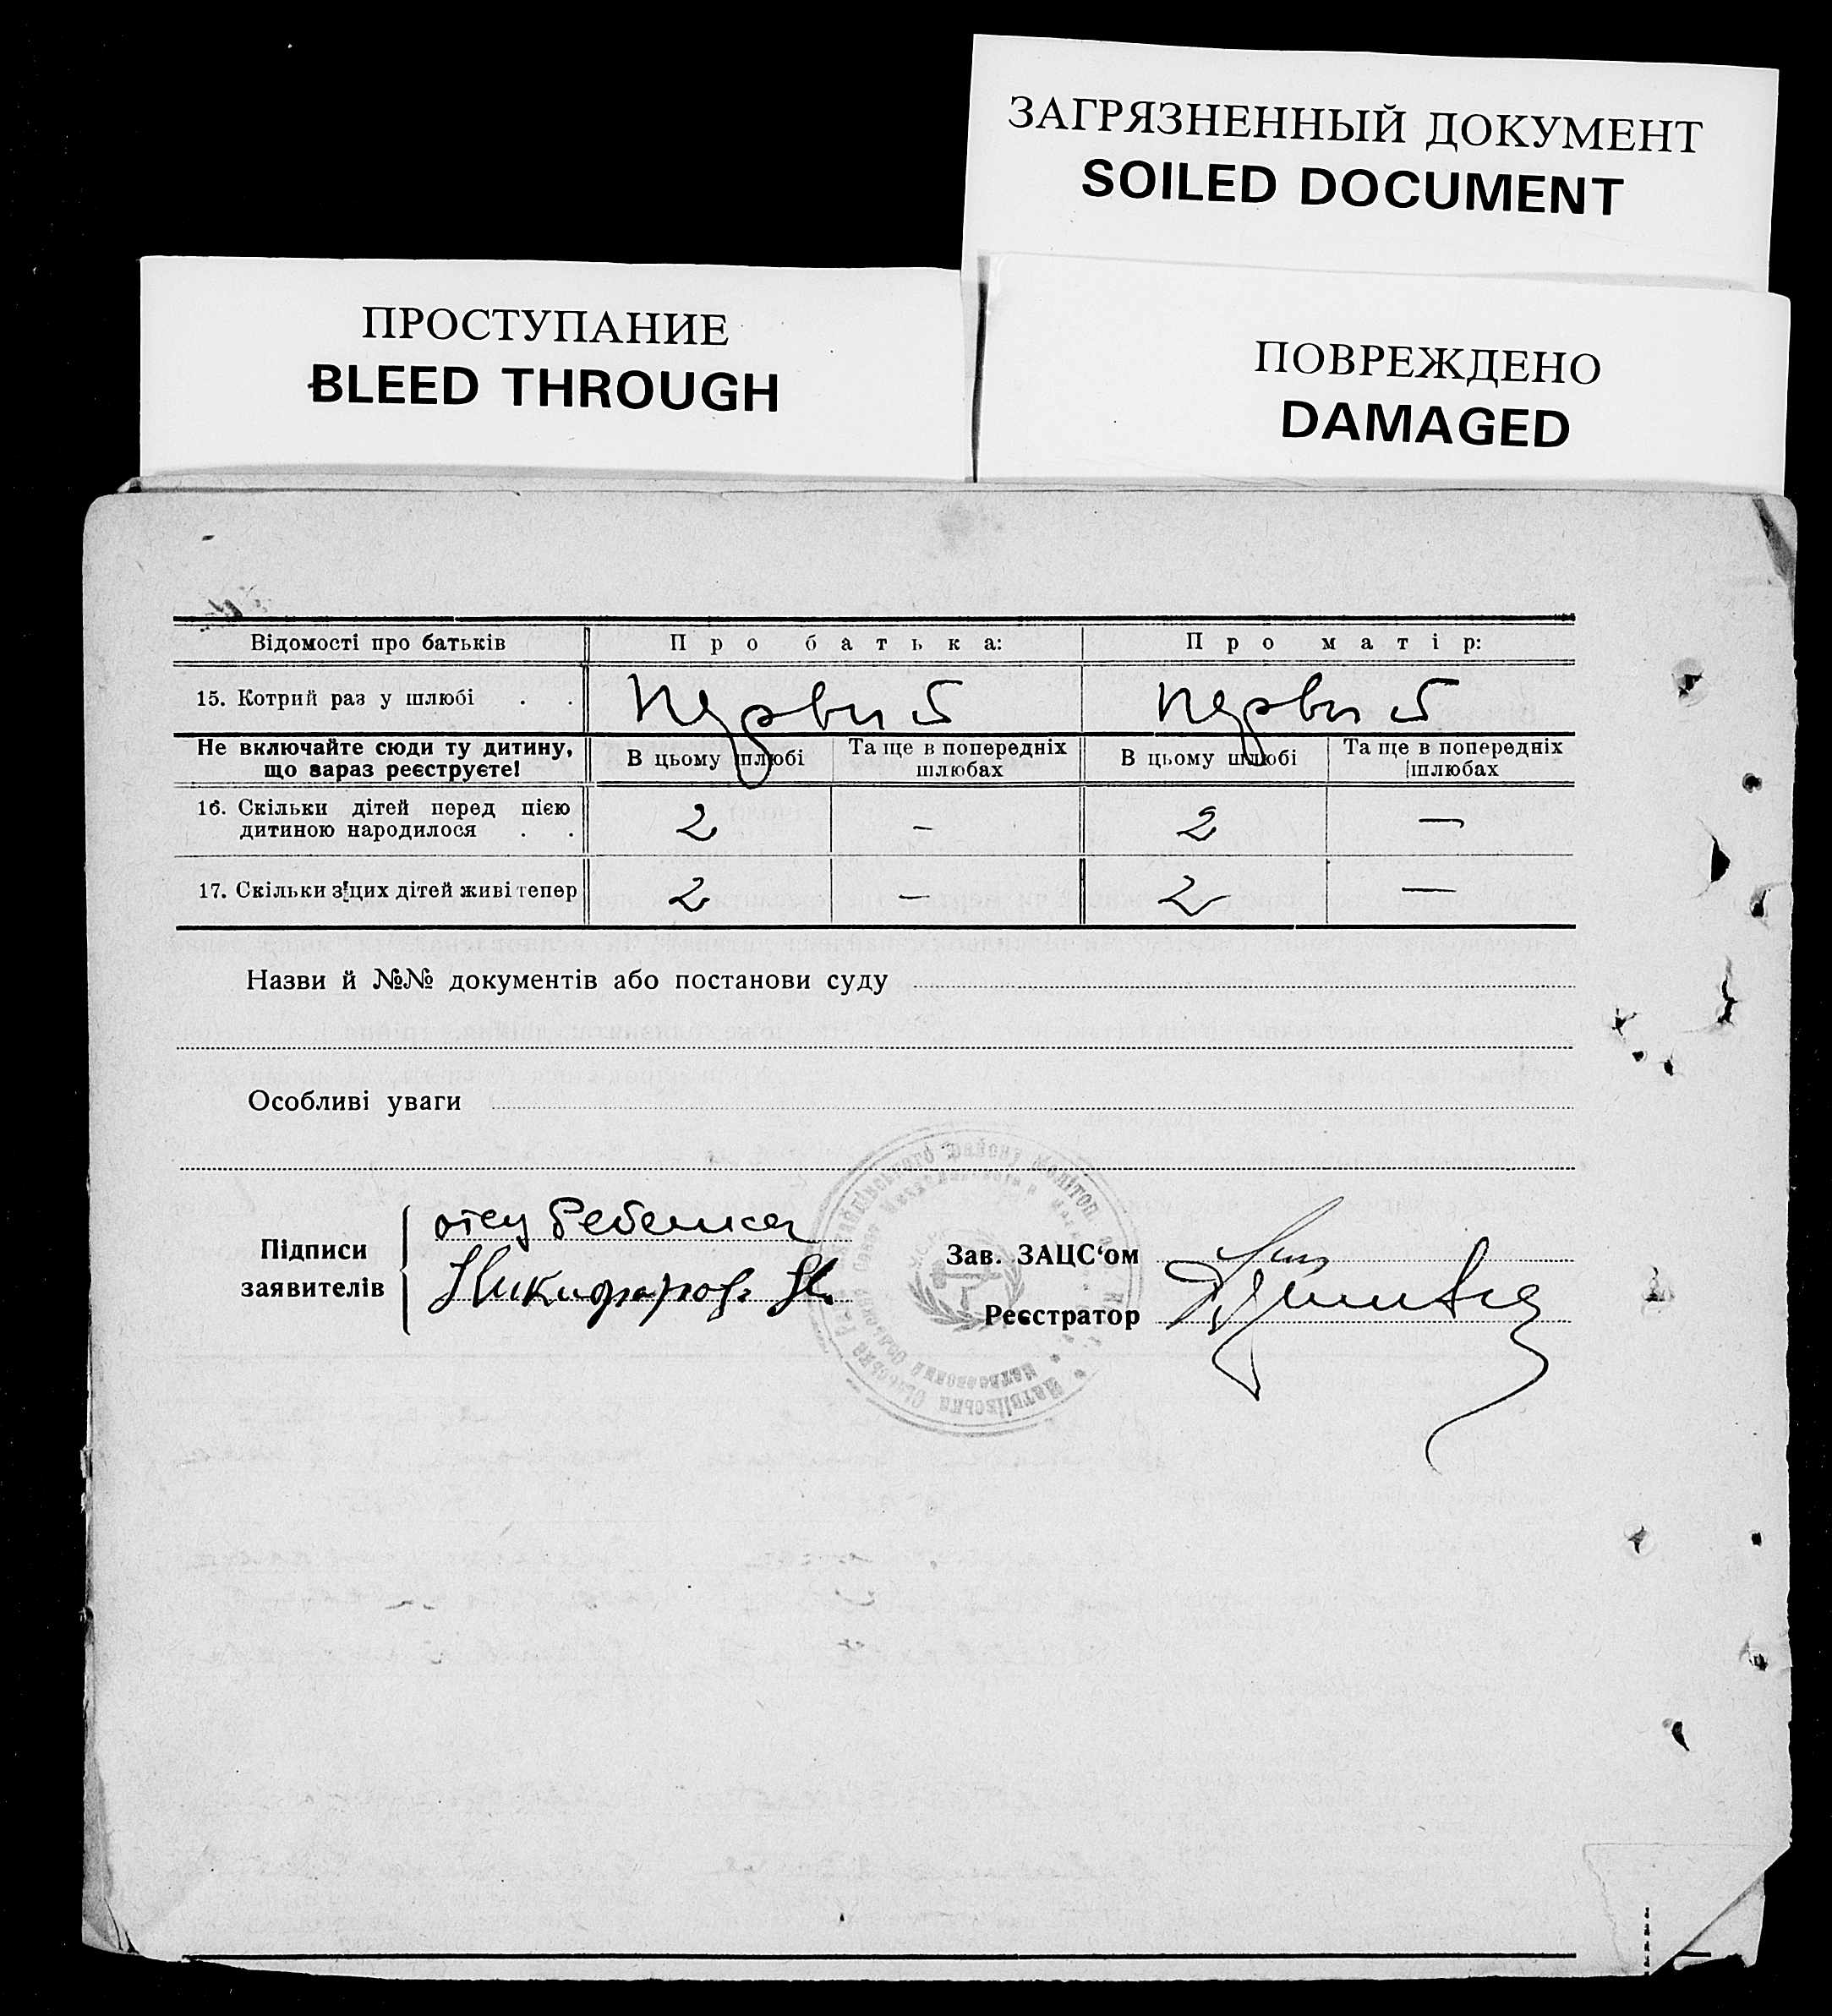 ЗАГРЯЗНЕННЫЙ ДОКУМЕНТ
SOILED DOCUMENT
ПРОСТУПАНИЕ
BLEED THROUGH
ПОВРЕЖДЕНО
DAMAGED
Відомості про батьків Про батька: Про матір:
15. Котрий раз у шлюбі . . Первий Первий
Не включайте сюди ту дитину, що зараз реєструєте! В цьому шлюбі Та ще в попередніх шлюбах В цьому шлюбі Та ще в попередніх шлюбах
16. Скільки дітей перед цією дитиною народилося . . 2 — 2 —
17. Скільки з цих дітей живі тепер 2 — 2 —
Назви й №№ документів або постанови суду
Особливі уваги
Підписи заявителів
отец ребенка
Никифоров
Зав. ЗАЦС'ом
Реєстратор